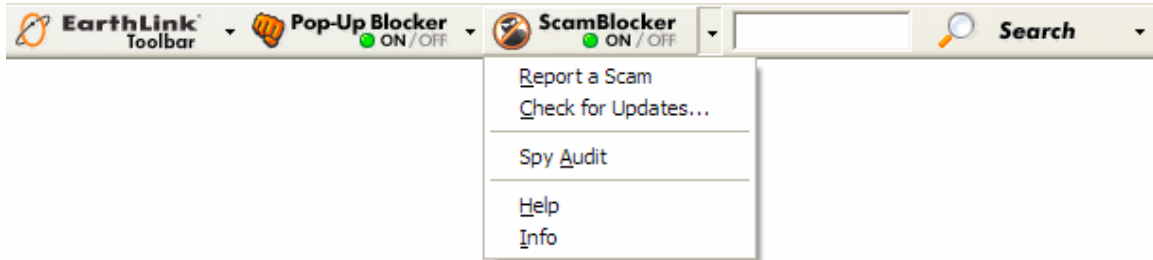 EarthLink Toolbar
Pop-Up Blocker ON/OFF
ScamBlocker ON/OFF
Search
Report a Scam
Check for Updates...
Spy Audit
Help
Info